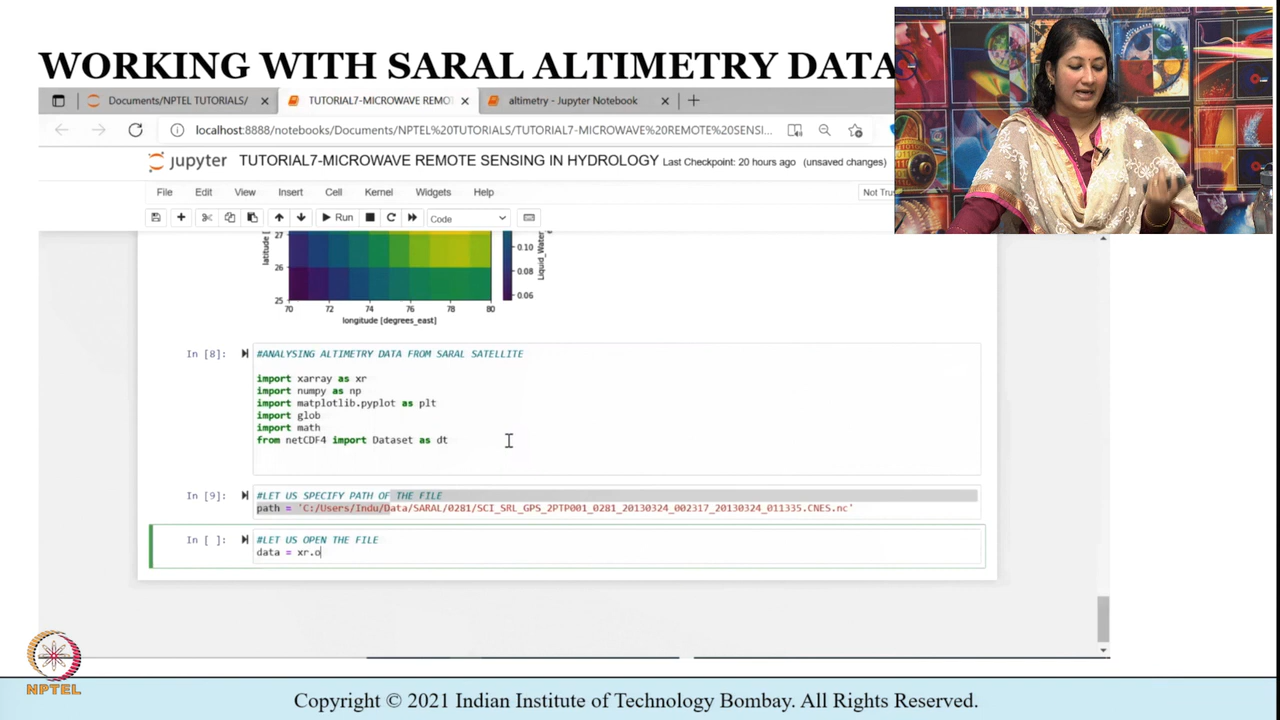 WORKING WITH SARAL ALTIMETRY DATA
Documents/NPTEL TUTORIALS/
TUTORIAL7-MICROWAVE REMO
altimetry - Jupyter Notebook
localhost:8888/notebooks/Documents/NPTEL%20TUTORIALS/TUTORIAL7-MICROWAVE%20REMOTE%20SENSI...
jupyter TUTORIAL7-MICROWAVE REMOTE SENSING IN HYDROLOGY Last Checkpoint: 20 hours ago (unsaved changes)
File Edit View Insert Cell Kernel Widgets Help
Not Trus
Run
Code
27
26
25
latitude [
70 72 74 76 78 80
longitude [degrees_east]
0.10
0.08
0.06
Liquid_Water
In [8]:
#ANALYSING ALTIMETRY DATA FROM SARAL SATELLITE
import xarray as xr
import numpy as np
import matplotlib.pyplot as plt
import glob
import math
from netCDF4 import Dataset as dt
In [9]:
#LET US SPECIFY PATH OF THE FILE
path = 'C:/Users/Indu/Data/SARAL/0281/SCI_SRL_GPS_2PTP001_0281_20130324_002317_20130324_011335.CNES.nc'
In [ ]:
#LET US OPEN THE FILE
data = xr.o
NPTEL
Copyright © 2021 Indian Institute of Technology Bombay. All Rights Reserved.